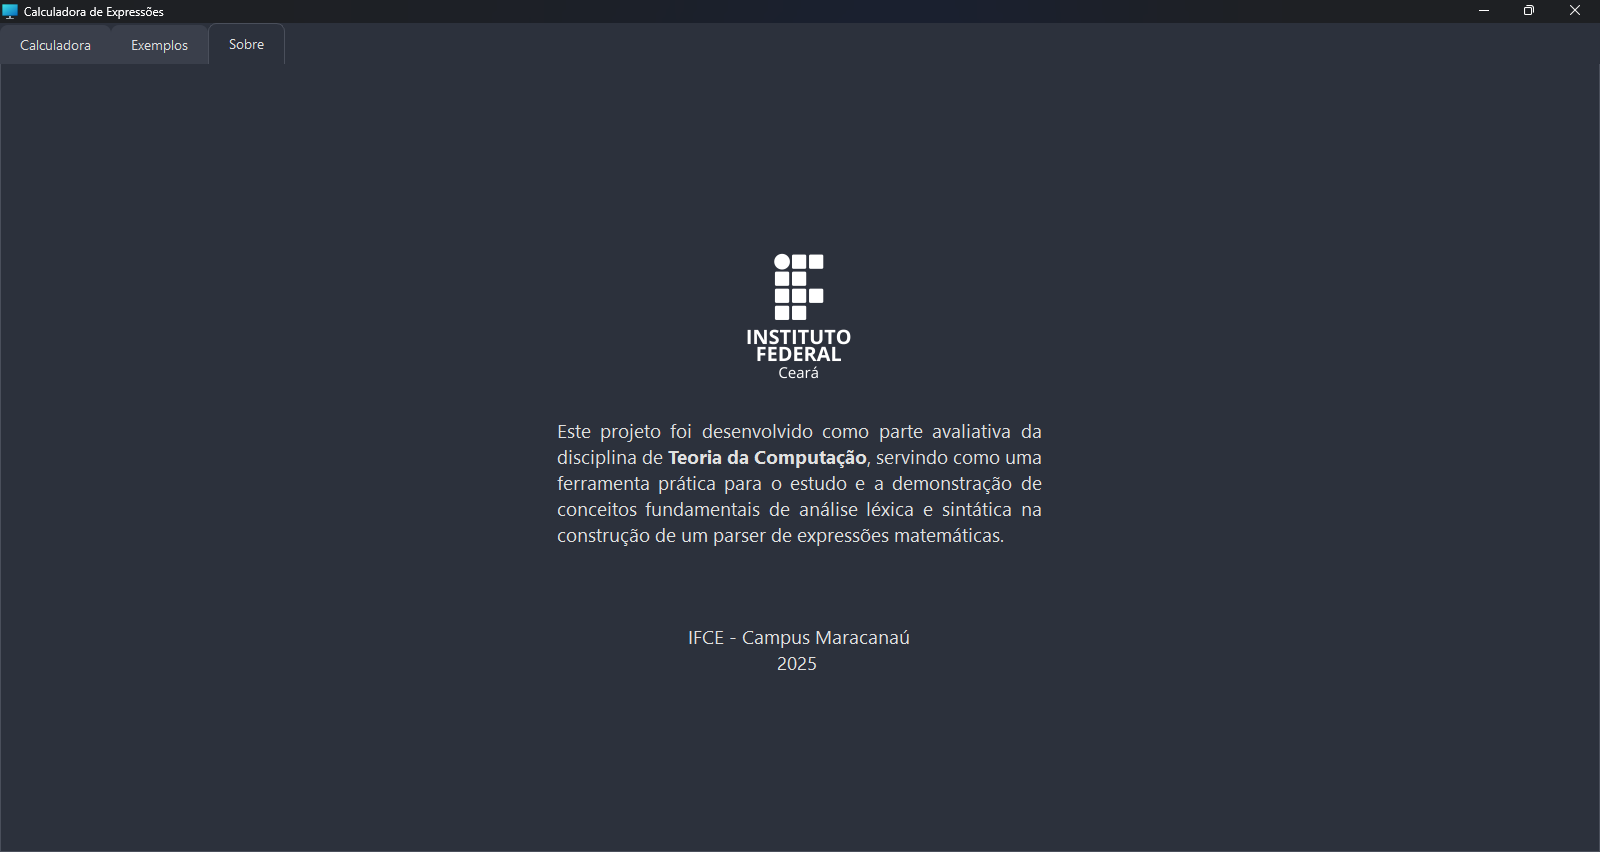 Calculadora de Expressões
Calculadora
Exemplos
Sobre
INSTITUTO
FEDERAL
Ceará
Este projeto foi desenvolvido como parte avaliativa da
disciplina de Teoria da Computação, servindo como uma
ferramenta prática para o estudo e a demonstração de
conceitos fundamentais de análise léxica e sintática na
construção de um parser de expressões matemáticas.
IFCE - Campus Maracanaú
2025